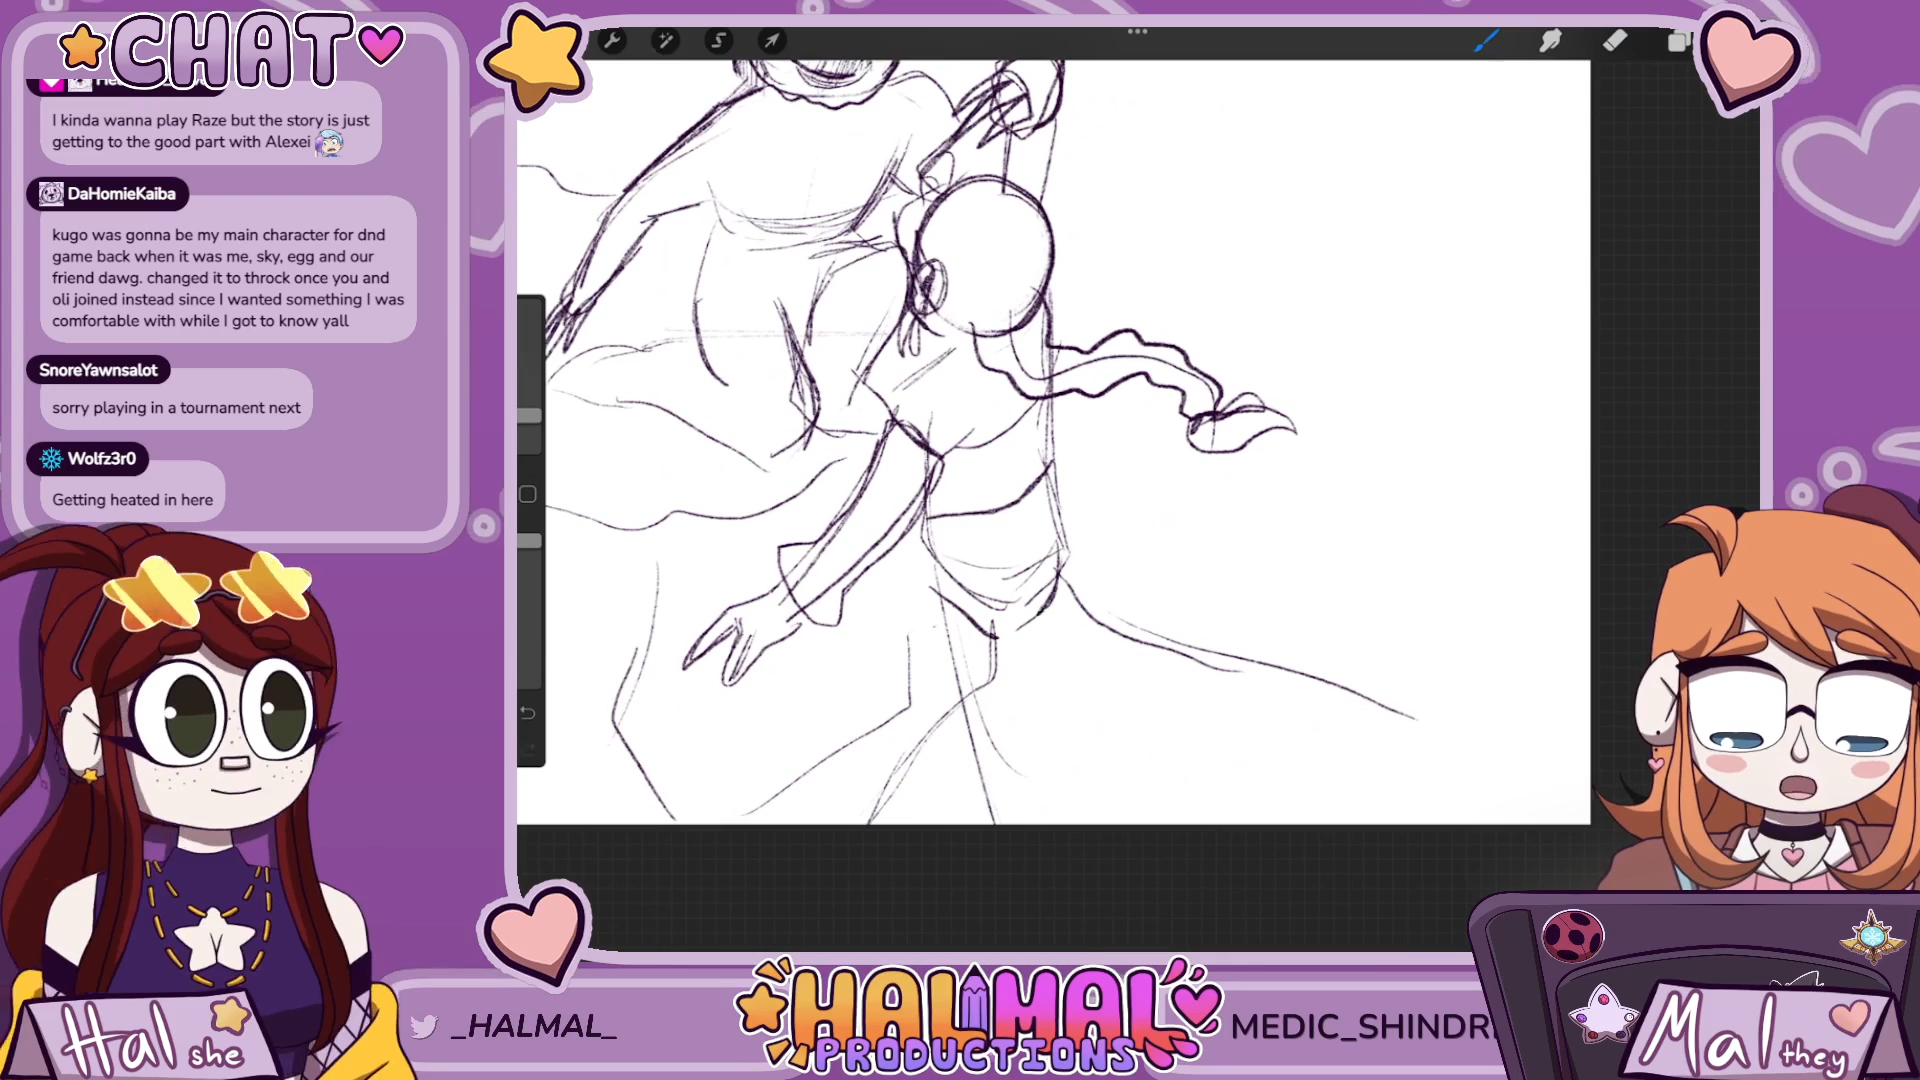 CHAT
I kinda wanna play Raze but the story is just
getting to the good part with Alexei
DaHomieKaiba
kugo was gonna be my main character for dnd
game back when it was me, sky, egg and our
friend dawg. changed it to throck once you and
oli joined instead since I wanted something I was
comfortable with while I got to know yall
SnoreYawnsalot
sorry playing in a tournament next
Wolfz3r0
Getting heated in here
Hal she
_HALMAL_
HALMAL
PRODUCTIONS
MEDIC_SHINDR
Mal they